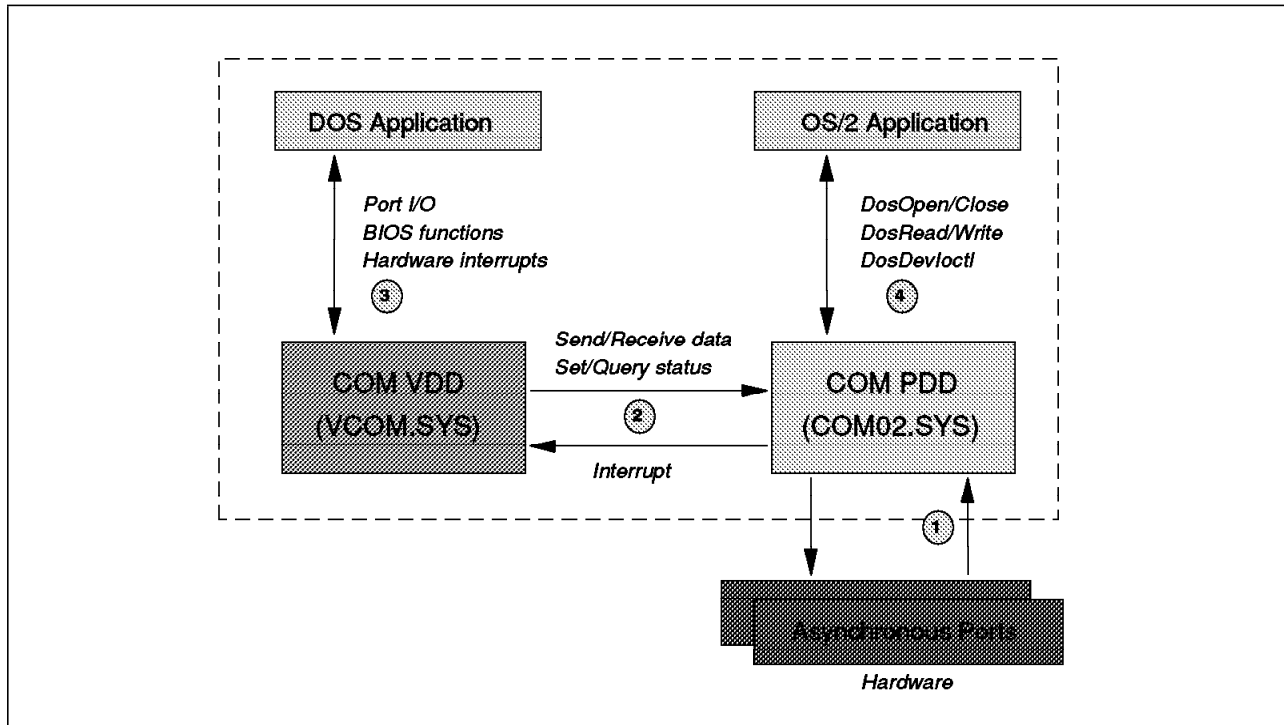 DOS Application
OS/2 Application
Port I/O
BIOS functions
Hardware interrupts
3
DosOpen/Close
DosRead/Write
DosDevIoctl
4
COM VDD
(VCOM.SYS)
Send/Receive data
Set/Query status
2
Interrupt
COM PDD
(COM02.SYS)
1
Asynchronous Ports
Hardware